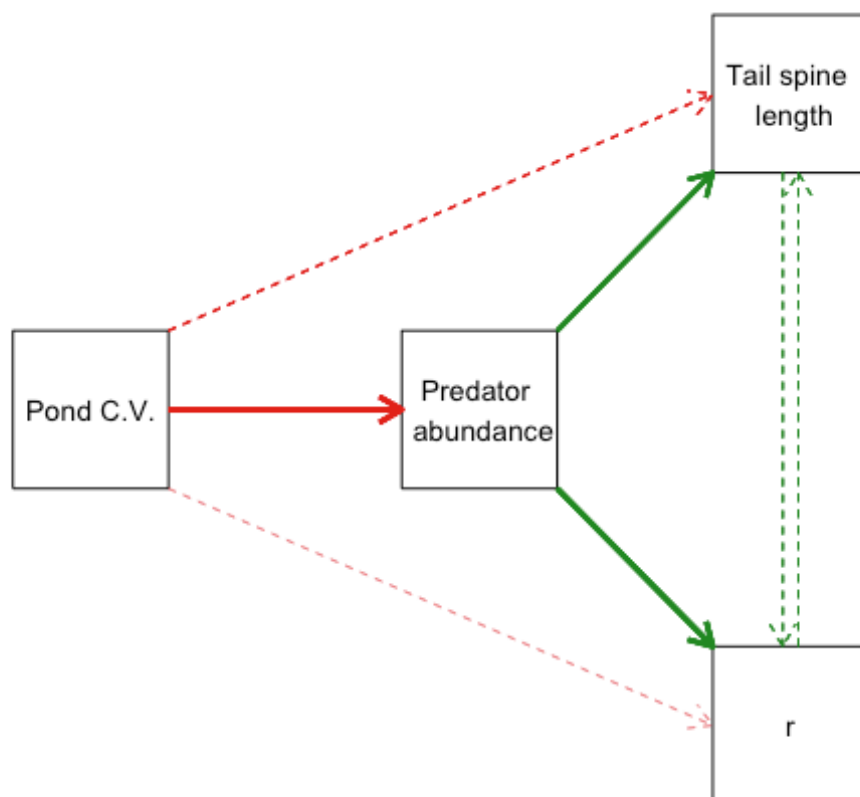 Tail spine
length
Pond C.V.
Predator
abundance
r